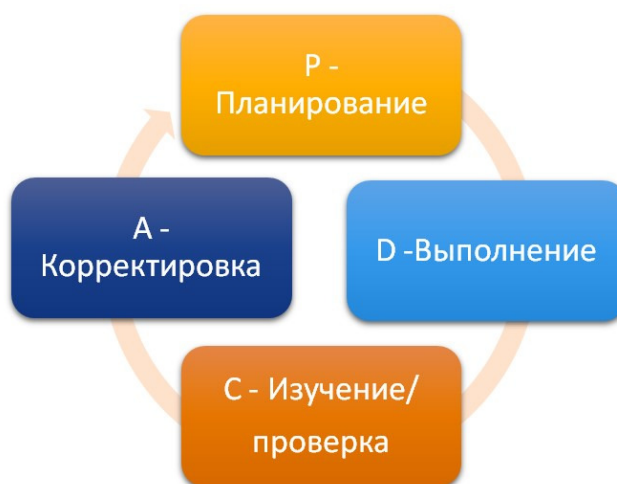 P -
Планирование
D -Выполнение
C - Изучение/
проверка
A -
Корректировка